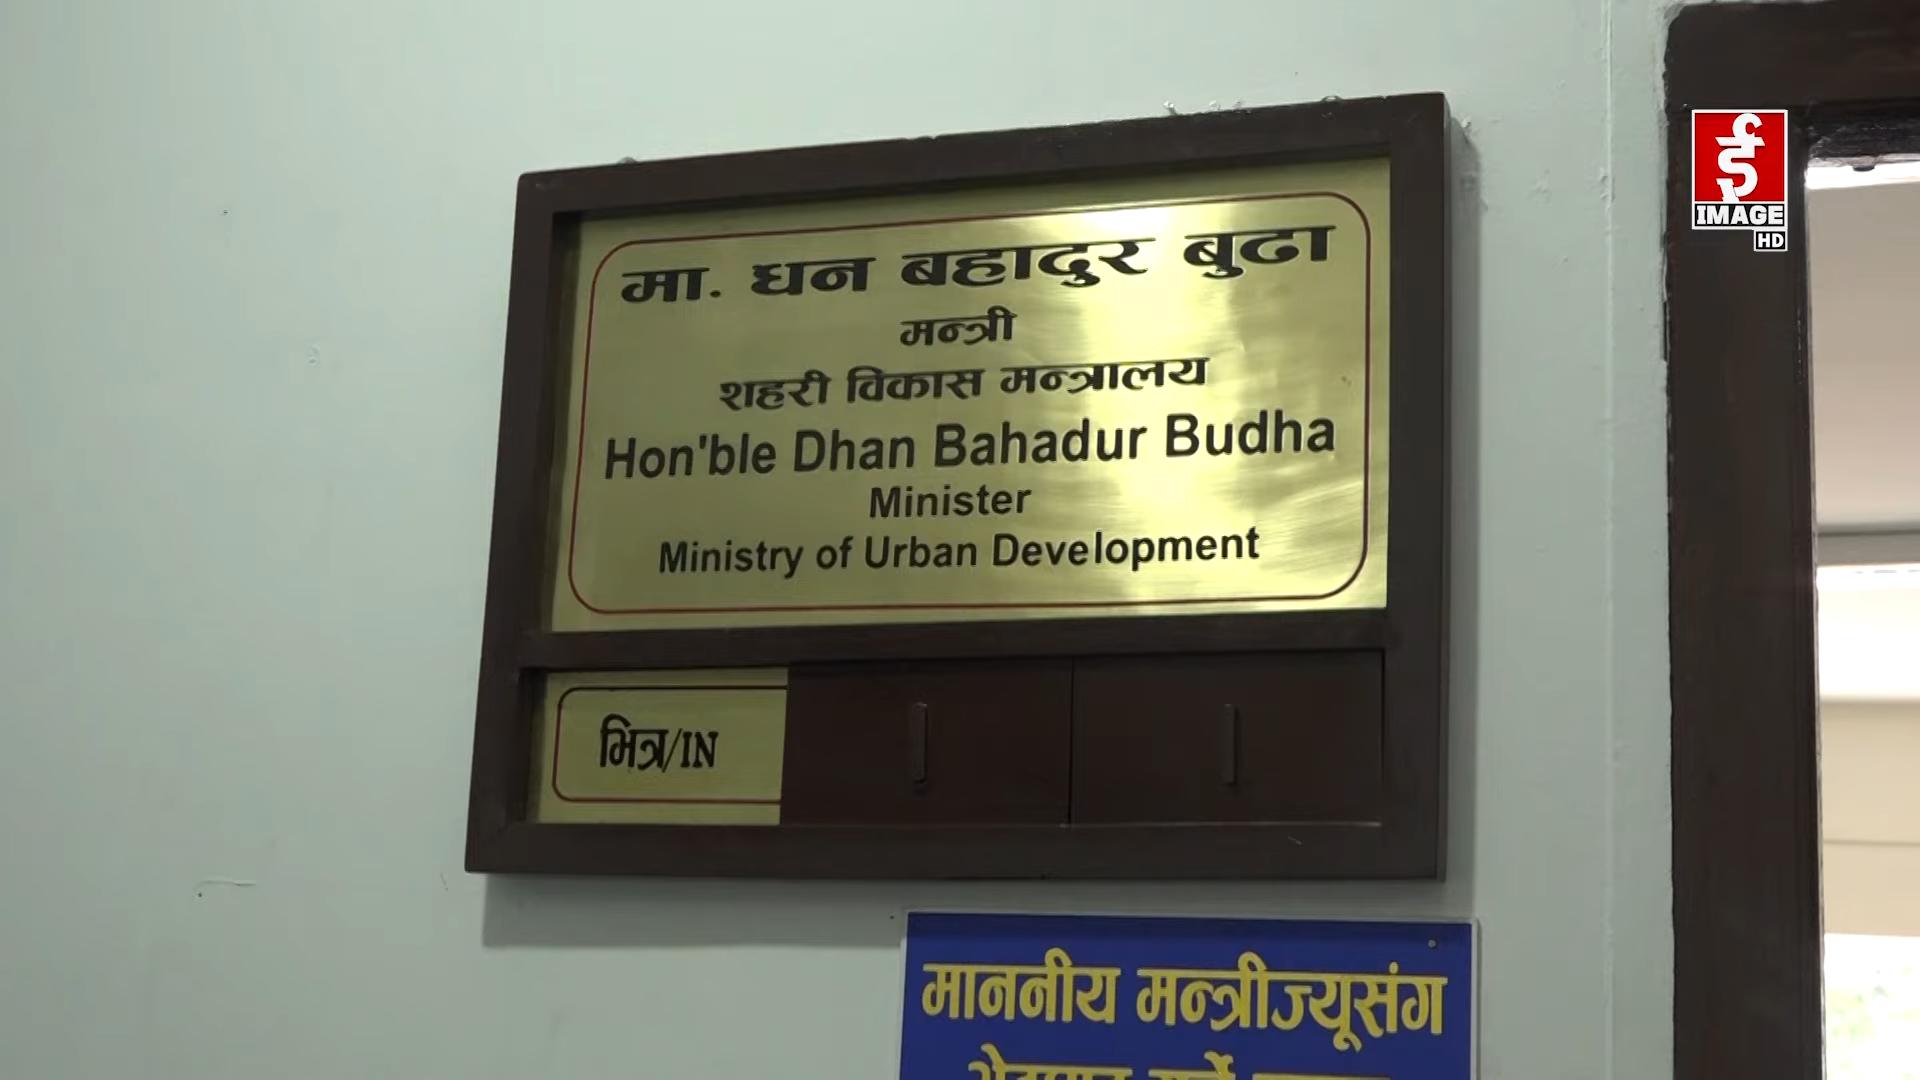 मा. धन बहादुर बुढा
मन्त्री
शहरी विकास मन्त्रालय
Hon'ble Dhan Bahadur Budha
Minister
Ministry of Urban Development
भित्र/IN
माननीय मन्त्रीज्यूसंग
IMAGE
HD